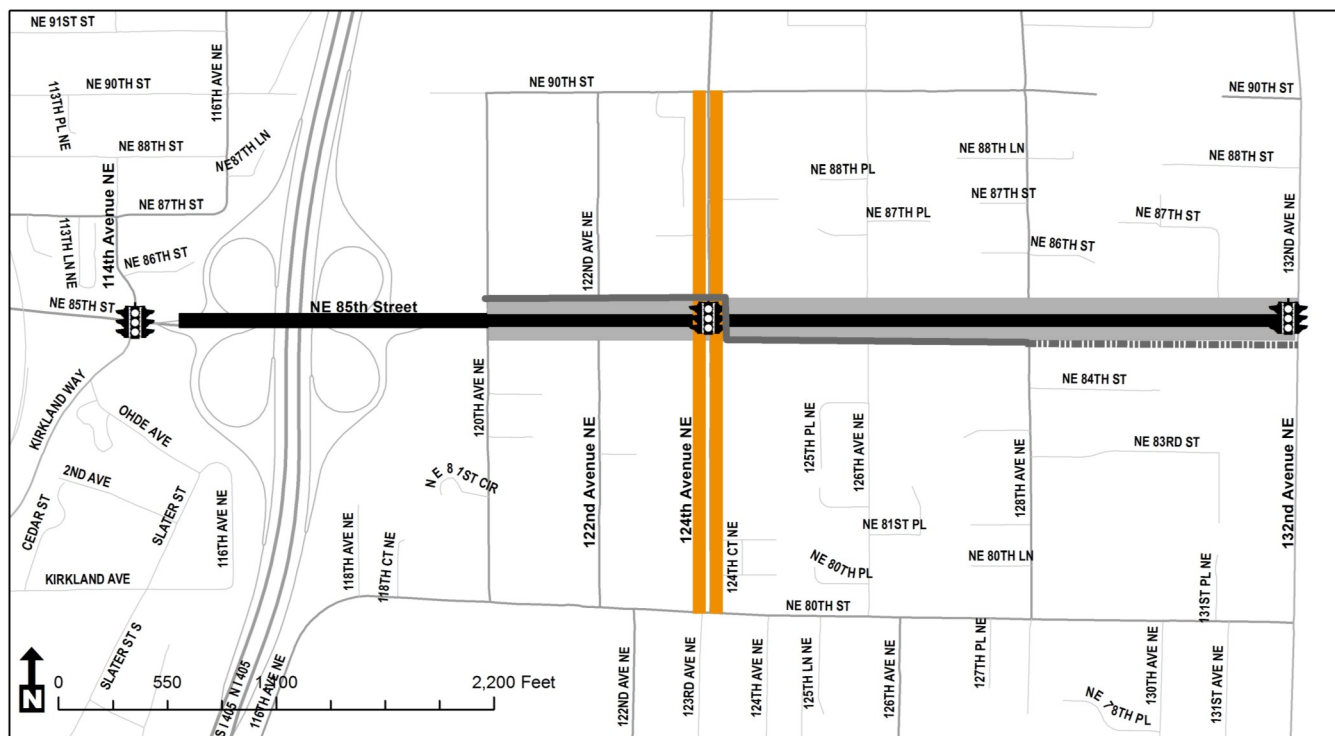 NE 91ST ST
NE 90TH ST
113TH PL NE
116TH AVE NE
NE 88TH ST
NE87TH LN
114th Avenue NE
NE 87TH ST
113TH LN NE
NE 86TH ST
NE 85TH ST
NE 85th Street
NE 90TH ST
122ND AVE NE
NE 88TH PL
NE 87TH PL
NE 88TH LN
NE 87TH ST
NE 86TH ST
NE 90TH ST
NE 88TH ST
NE 87TH ST
132ND AVE NE
KIRKLAND WAY
OHDE AVE
2ND AVE
SLATER ST
CEDAR ST
116TH AVE NE
KIRKLAND AVE
SLATER ST S
120TH AVE NE
NE 81ST CIR
122nd Avenue NE
124th Avenue NE
118TH AVE NE
118TH CT NE
124TH CT NE
125TH PL NE
126TH AVE NE
NE 81ST PL
NE 80TH PL
128TH AVE NE
NE 80TH LN
NE 84TH ST
NE 83RD ST
132nd Avenue NE
131ST PL NE
NE 80TH ST
S I 405
N I 405
116TH AVE NE
122ND AVE NE
123RD AVE NE
124TH AVE NE
125TH LN NE
126TH AVE NE
127TH PL NE
NE 78TH PL
130TH AVE NE
131ST AVE NE
N
0
550
1,100
2,200 Feet